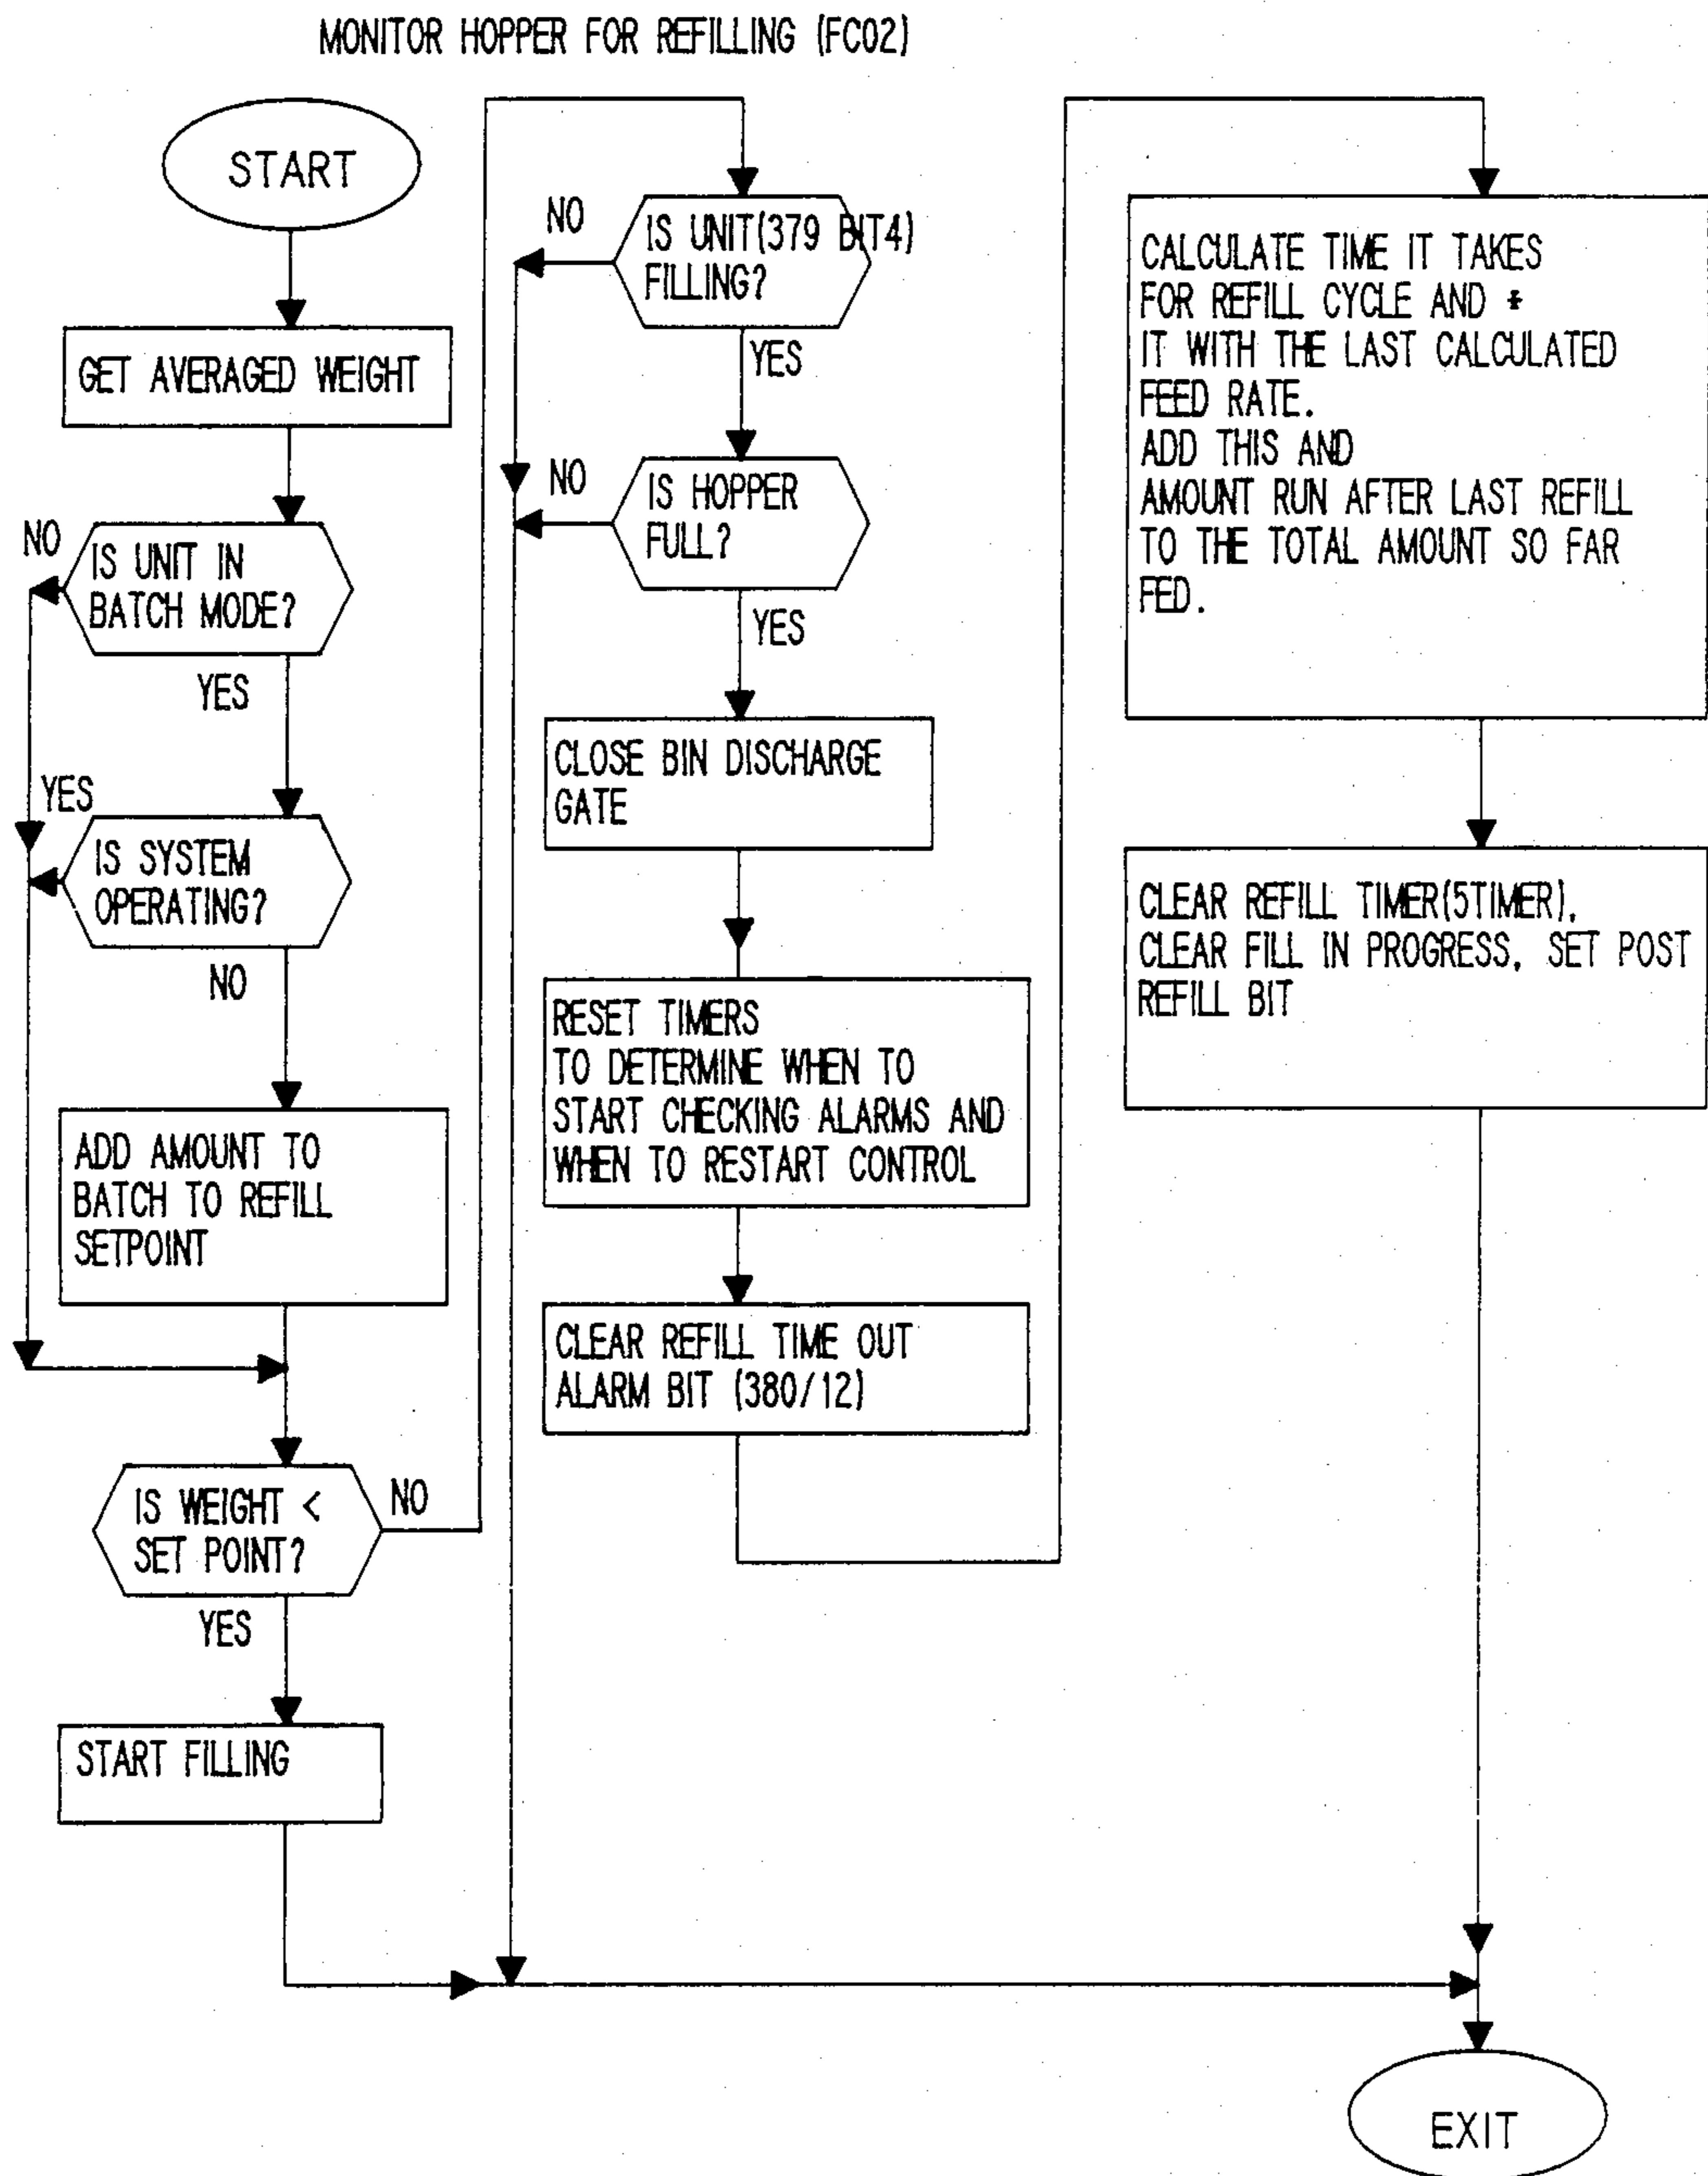 MONITOR HOPPER FOR REFILLING (FC02)
START
GET AVERAGED WEIGHT
NO
IS UNIT IN
BATCH MODE?
YES
YES
IS SYSTEM
OPERATING?
NO
ADD AMOUNT TO
BATCH TO REFILL
SETPOINT
IS WEIGHT <
SET POINT?
NO
YES
START FILLING
NO
IS UNIT(379 BIT4)
FILLING?
YES
NO
IS HOPPER
FULL?
YES
CLOSE BIN DISCHARGE
GATE
RESET TIMERS
TO DETERMINE WHEN TO
START CHECKING ALARMS AND
WHEN TO RESTART CONTROL
CLEAR REFILL TIME OUT
ALARM BIT (380/12)
CALCULATE TIME IT TAKES
FOR REFILL CYCLE AND *
IT WITH THE LAST CALCULATED
FEED RATE.
ADD THIS AND
AMOUNT RUN AFTER LAST REFILL
TO THE TOTAL AMOUNT SO FAR
FED.
CLEAR REFILL TIMER(5TIMER),
CLEAR FILL IN PROGRESS, SET POST
REFILL BIT
EXIT